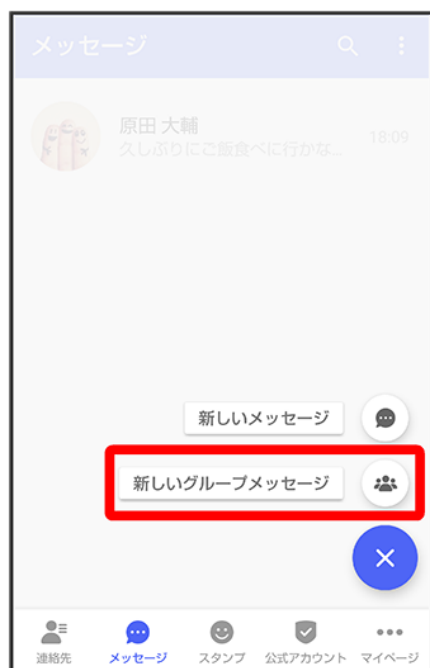 メッセージ
原田 大輔
久しぶりにご飯食べに行かな...
18:09
新しいメッセージ
新しいグループメッセージ
連絡先
メッセージ
スタンプ
公式アカウント
マイページ